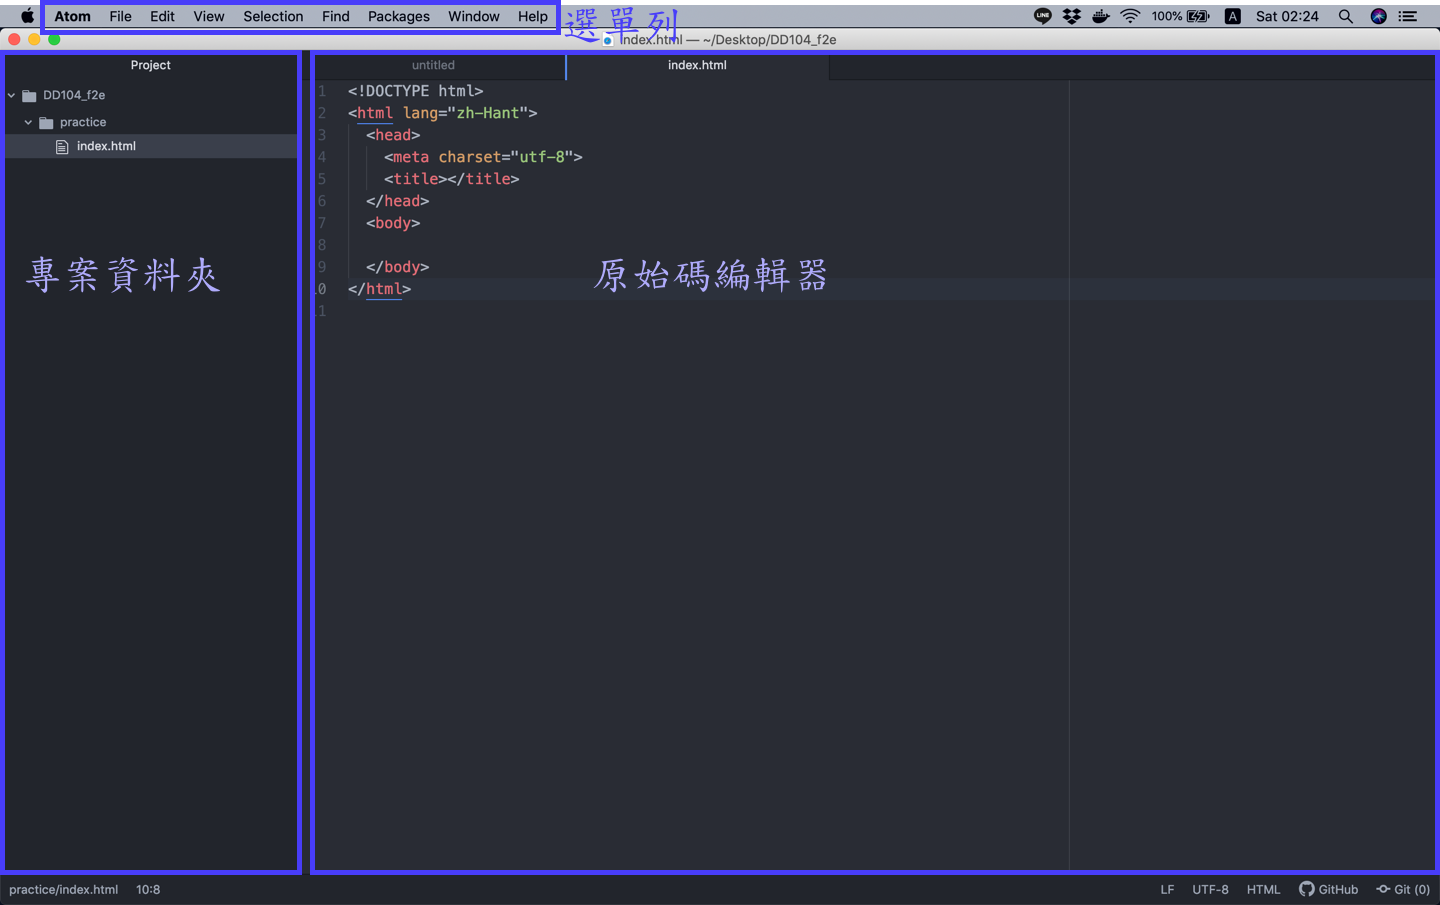 Atom File Edit View Selection Find Packages Window Help
選單列
LINE 100% A Sat 02:24
index.html — ~/Desktop/DD104_f2e
Project
DD104_f2e
practice
index.html
專案資料夾
untitled index.html
1 <!DOCTYPE html>
2 <html lang="zh-Hant">
3 <head>
4 <meta charset="utf-8">
5 <title></title>
6 </head>
7 <body>
8
9 </body>
10 </html>
11
原始碼編輯器
practice/index.html 10:8
LF UTF-8 HTML GitHub Git (0)